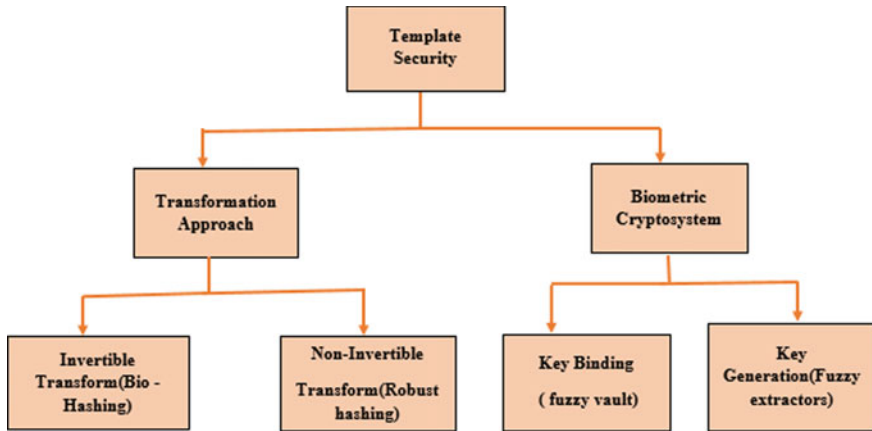 Template
Security
Transformation
Approach
Biometric
Cryptosystem
Invertible
Transform(Bio -
Hashing)
Non-Invertible
Transform(Robust
hashing)
Key Binding
( fuzzy vault)
Key
Generation(Fuzzy
extractors)